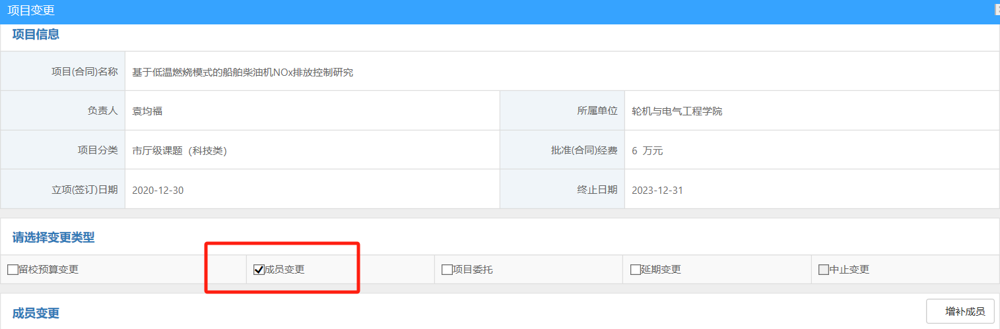 项目变更
项目信息
项目(合同)名称 基于低温燃烧模式的船舶柴油机NOx排放控制研究
负责人 袁均福 所属单位 轮机与电气工程学院
项目分类 市厅级课题（科技类） 批准(合同)经费 6 万元
立项(签订)日期 2020-12-30 终止日期 2023-12-31
请选择变更类型
留校预算变更 成员变更 项目委托 延期变更 中止变更
成员变更 增补成员